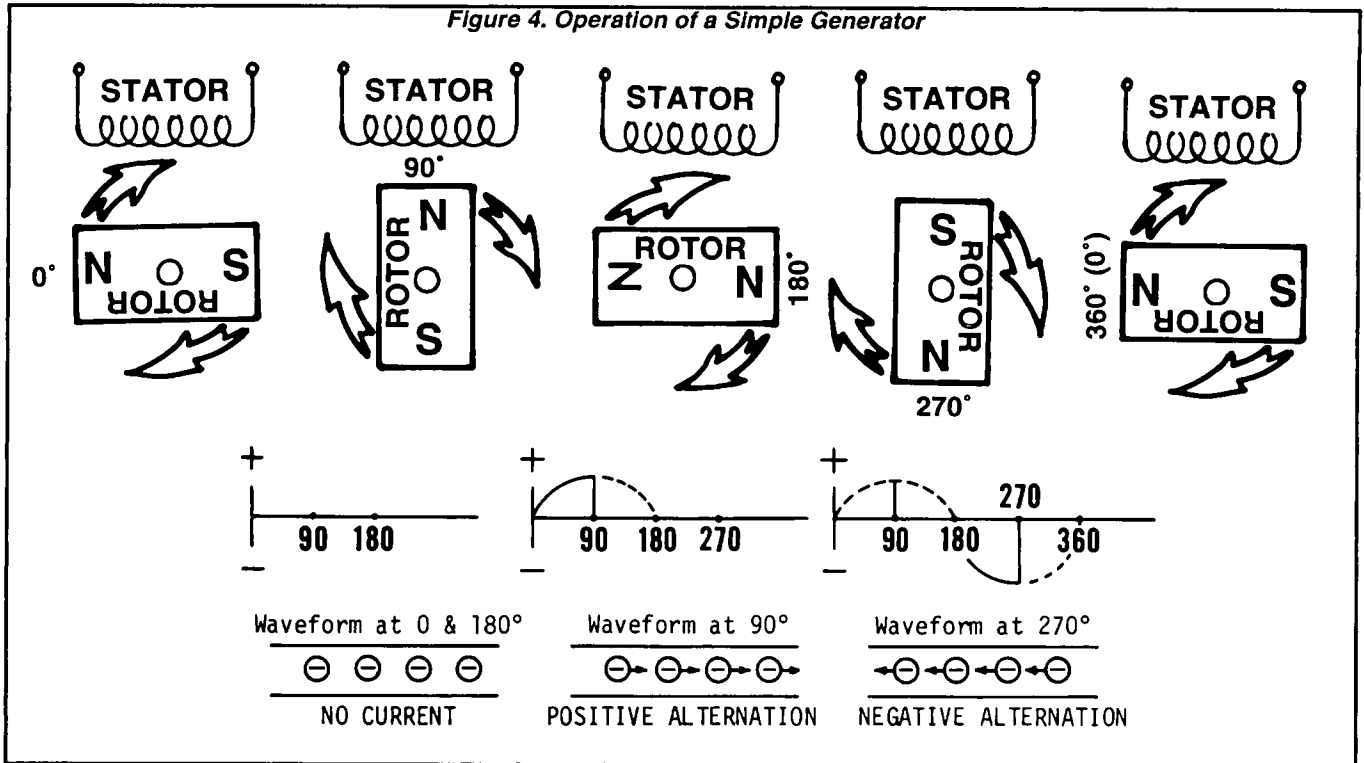 Figure 4. Operation of a Simple Generator
STATOR STATOR STATOR STATOR STATOR
90°
0° N S ROTOR
N ROTOR S
ROTOR Z N 180°
S ROTOR N
270°
360° (0°) N S ROTOR
+ + +
270
90 180 90 180 270 90 180 360
– – –
Waveform at 0 & 180° Waveform at 90° Waveform at 270°
⊖ ⊖ ⊖ ⊖ ⊖ ⊖ ⊖ ⊖ ⊖ ⊖ ⊖ ⊖
NO CURRENT POSITIVE ALTERNATION NEGATIVE ALTERNATION